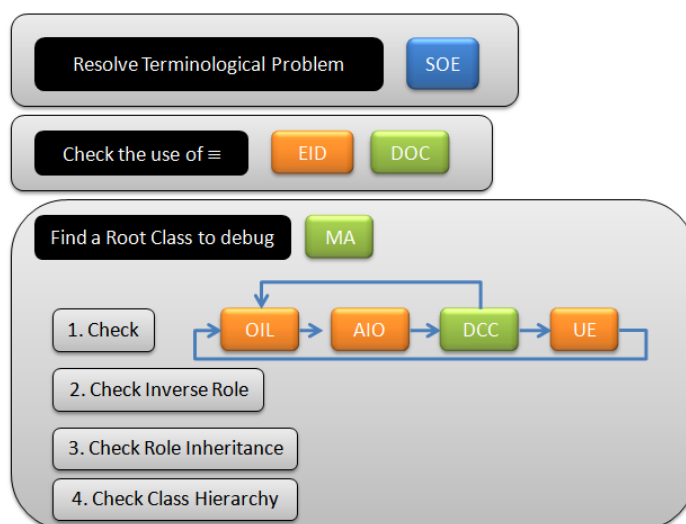 Resolve Terminological Problem SOE
Check the use of ≡ EID DOC
Find a Root Class to debug MA
1. Check OIL AIO DCC UE
2. Check Inverse Role
3. Check Role Inheritance
4. Check Class Hierarchy